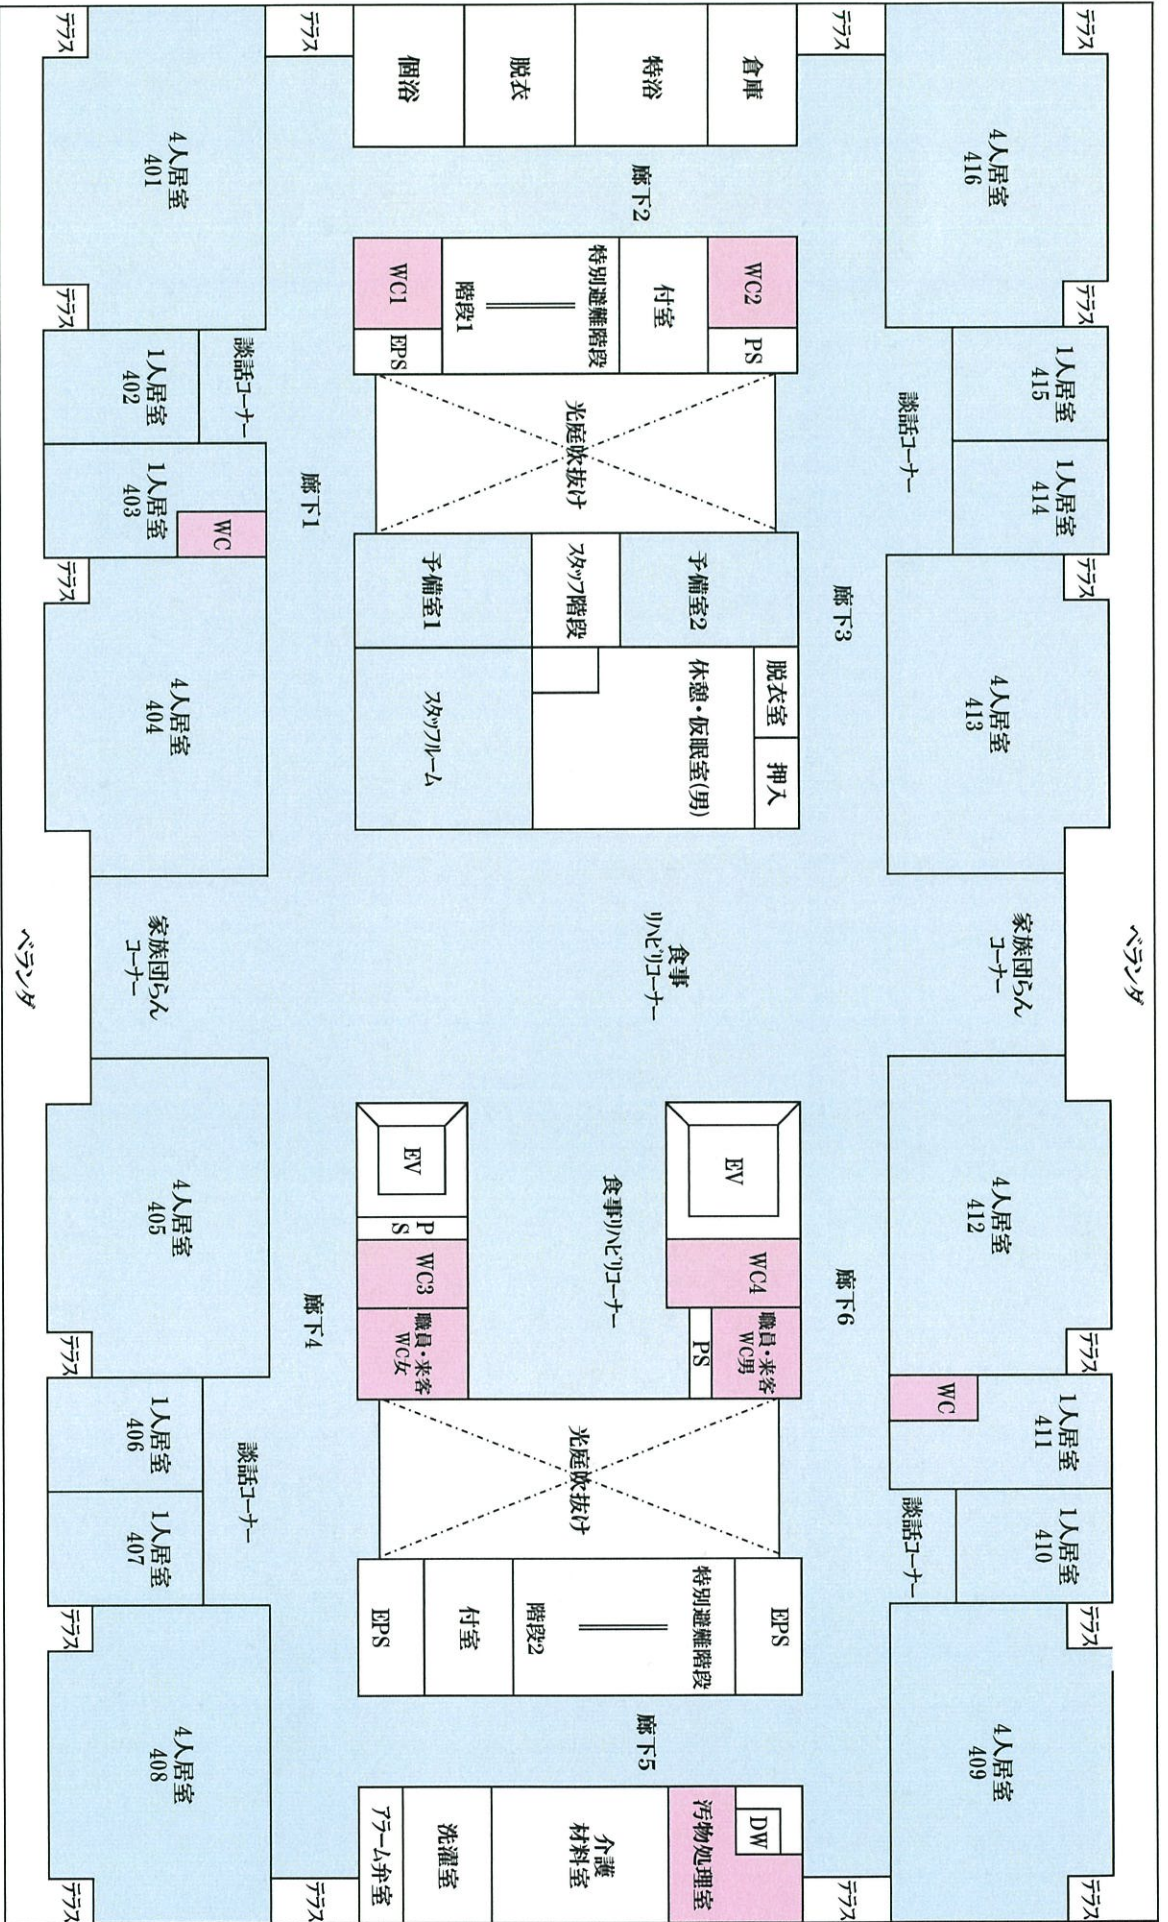 ベランダ
テラス
テラス
テラス
テラス
テラス
テラス
4人居室
416
1人居室
415
1人居室
414
4人居室
413
家族団らん
コーナー
4人居室
412
1人居室
411
WC
1人居室
410
4人居室
409
談話コーナー
談話コーナー
テラス
廊下3
廊下6
テラス
倉庫
特浴
脱衣
個浴
廊下2
WC2
PS
付室
特別避難階段
階段1
WC1
EPS
光庭吹抜け
予備室2
スタッフ階段
予備室1
脱衣室
押入
休憩・仮眠室(男)
スタッフルーム
食事
リハビリコーナー
EV
WC4
職員・来客
WC男
PS
食事リハビリコーナー
EV
P
S
WC3
職員・来客
WC女
光庭吹抜け
EPS
特別避難階段
階段2
付室
EPS
廊下5
DW
汚物処理室
介護
材料室
洗濯室
アラーム弁室
テラス
廊下1
廊下4
テラス
談話コーナー
談話コーナー
4人居室
401
1人居室
402
1人居室
403
WC
4人居室
404
家族団らん
コーナー
4人居室
405
1人居室
406
1人居室
407
4人居室
408
テラス
テラス
テラス
テラス
テラス
テラス
ベランダ